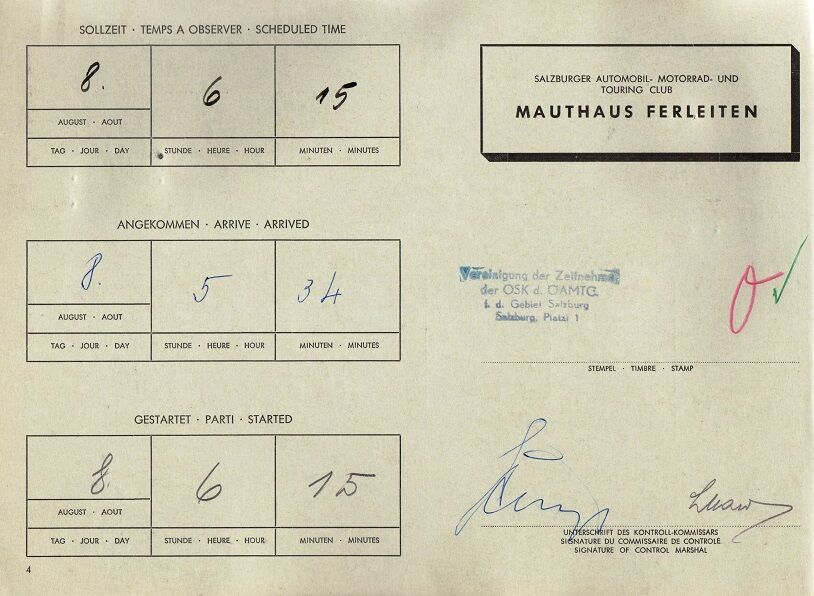 SOLLZEIT · TEMPS A OBSERVER · SCHEDULED TIME
8. 6 15
AUGUST · AOUT
TAG · JOUR · DAY STUNDE · HEURE · HOUR MINUTEN · MINUTES
ANGEKOMMEN · ARRIVE · ARRIVED
8. 5 34
AUGUST · AOUT
TAG · JOUR · DAY STUNDE · HEURE · HOUR MINUTEN · MINUTES
GESTARTET · PARTI · STARTED
8. 6 15
AUGUST · AOUT
TAG · JOUR · DAY STUNDE · HEURE · HOUR MINUTEN · MINUTES
4
SALZBURGER AUTOMOBIL- MOTORRAD- UND
TOURING CLUB
MAUTHAUS FERLEITEN
Vereinigung der Zeitnehmer
der OSK d. ÖAMTC
f. d. Gebiet Salzburg
Salzburg, Platzl 1
0 ✓
STEMPEL · TIMBRE · STAMP
UNTERSCHRIFT DES KONTROLL-KOMMISSARS
SIGNATURE DU COMMISSAIRE DE CONTROLE
SIGNATURE OF CONTROL MARSHAL